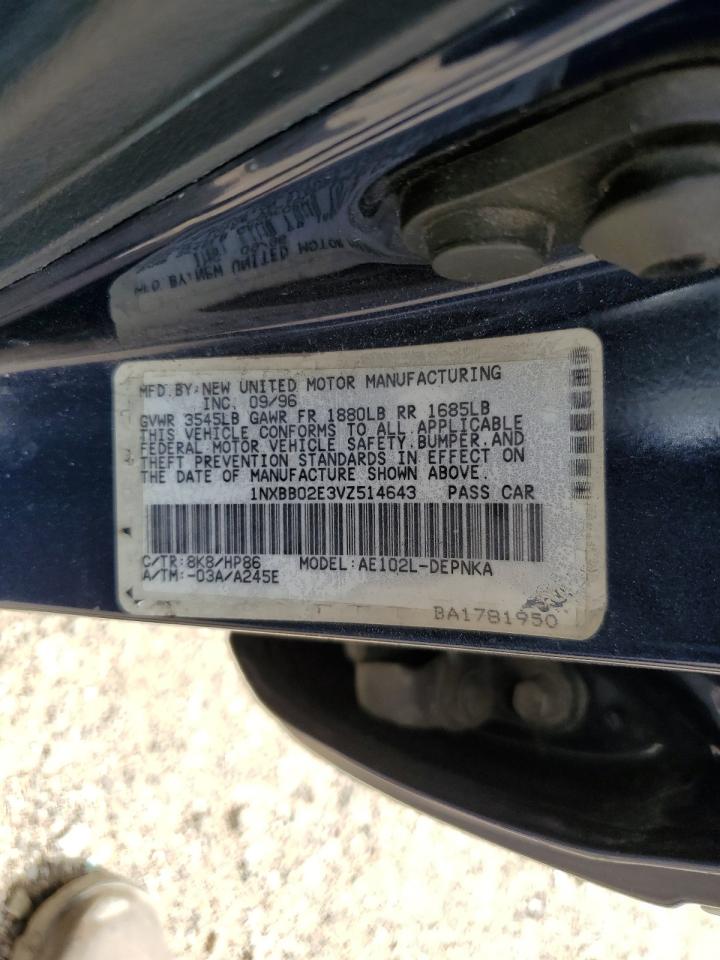 MFD.BY:NEW UNITED MOTOR MANUFACTURING
INC. 09/96
GVWR 3545LB GAWR FR 1880LB RR 1685LB
THIS VEHICLE CONFORMS TO ALL APPLICABLE
FEDERAL MOTOR VEHICLE SAFETY,BUMPER,AND
THEFT PREVENTION STANDARDS IN EFFECT ON
THE DATE OF MANUFACTURE SHOWN ABOVE.
1NXBB02E3VZ514643 PASS CAR
C/TR:8K8/HP86 MODEL:AE102L-DEPNKA
A/TM:-03A/A245E
BA1781950